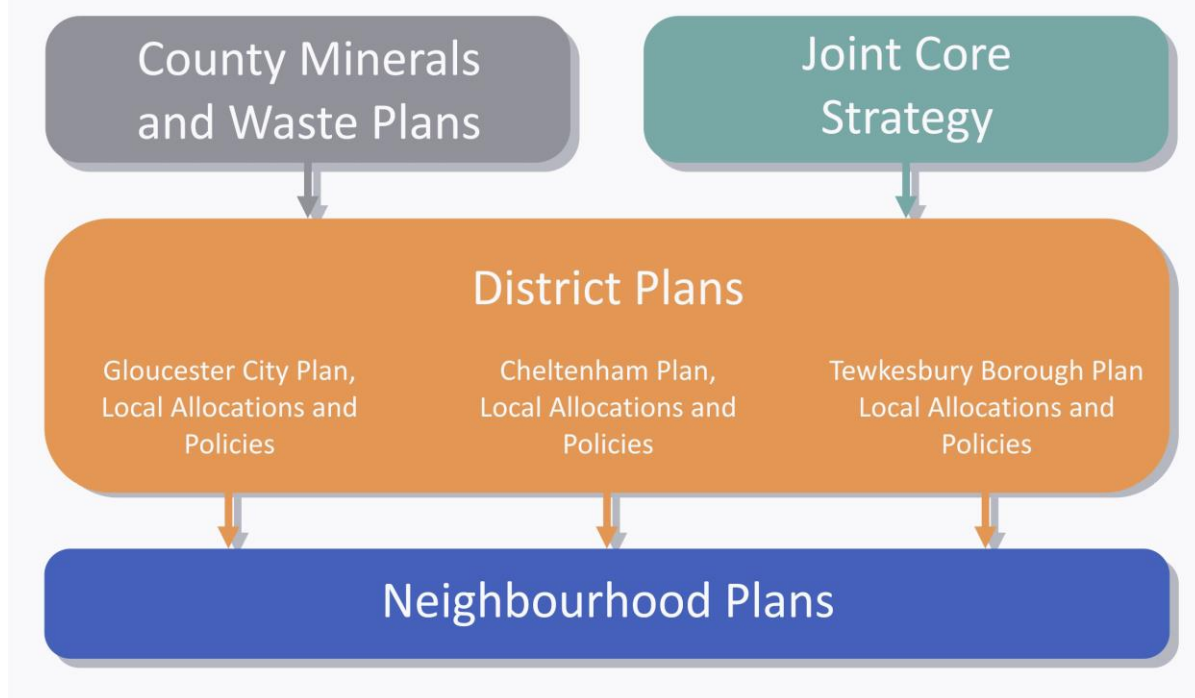 County Minerals
and Waste Plans
Joint Core
Strategy
District Plans
Gloucester City Plan,
Local Allocations and
Policies
Cheltenham Plan,
Local Allocations and
Policies
Tewkesbury Borough Plan
Local Allocations and
Policies
Neighbourhood Plans